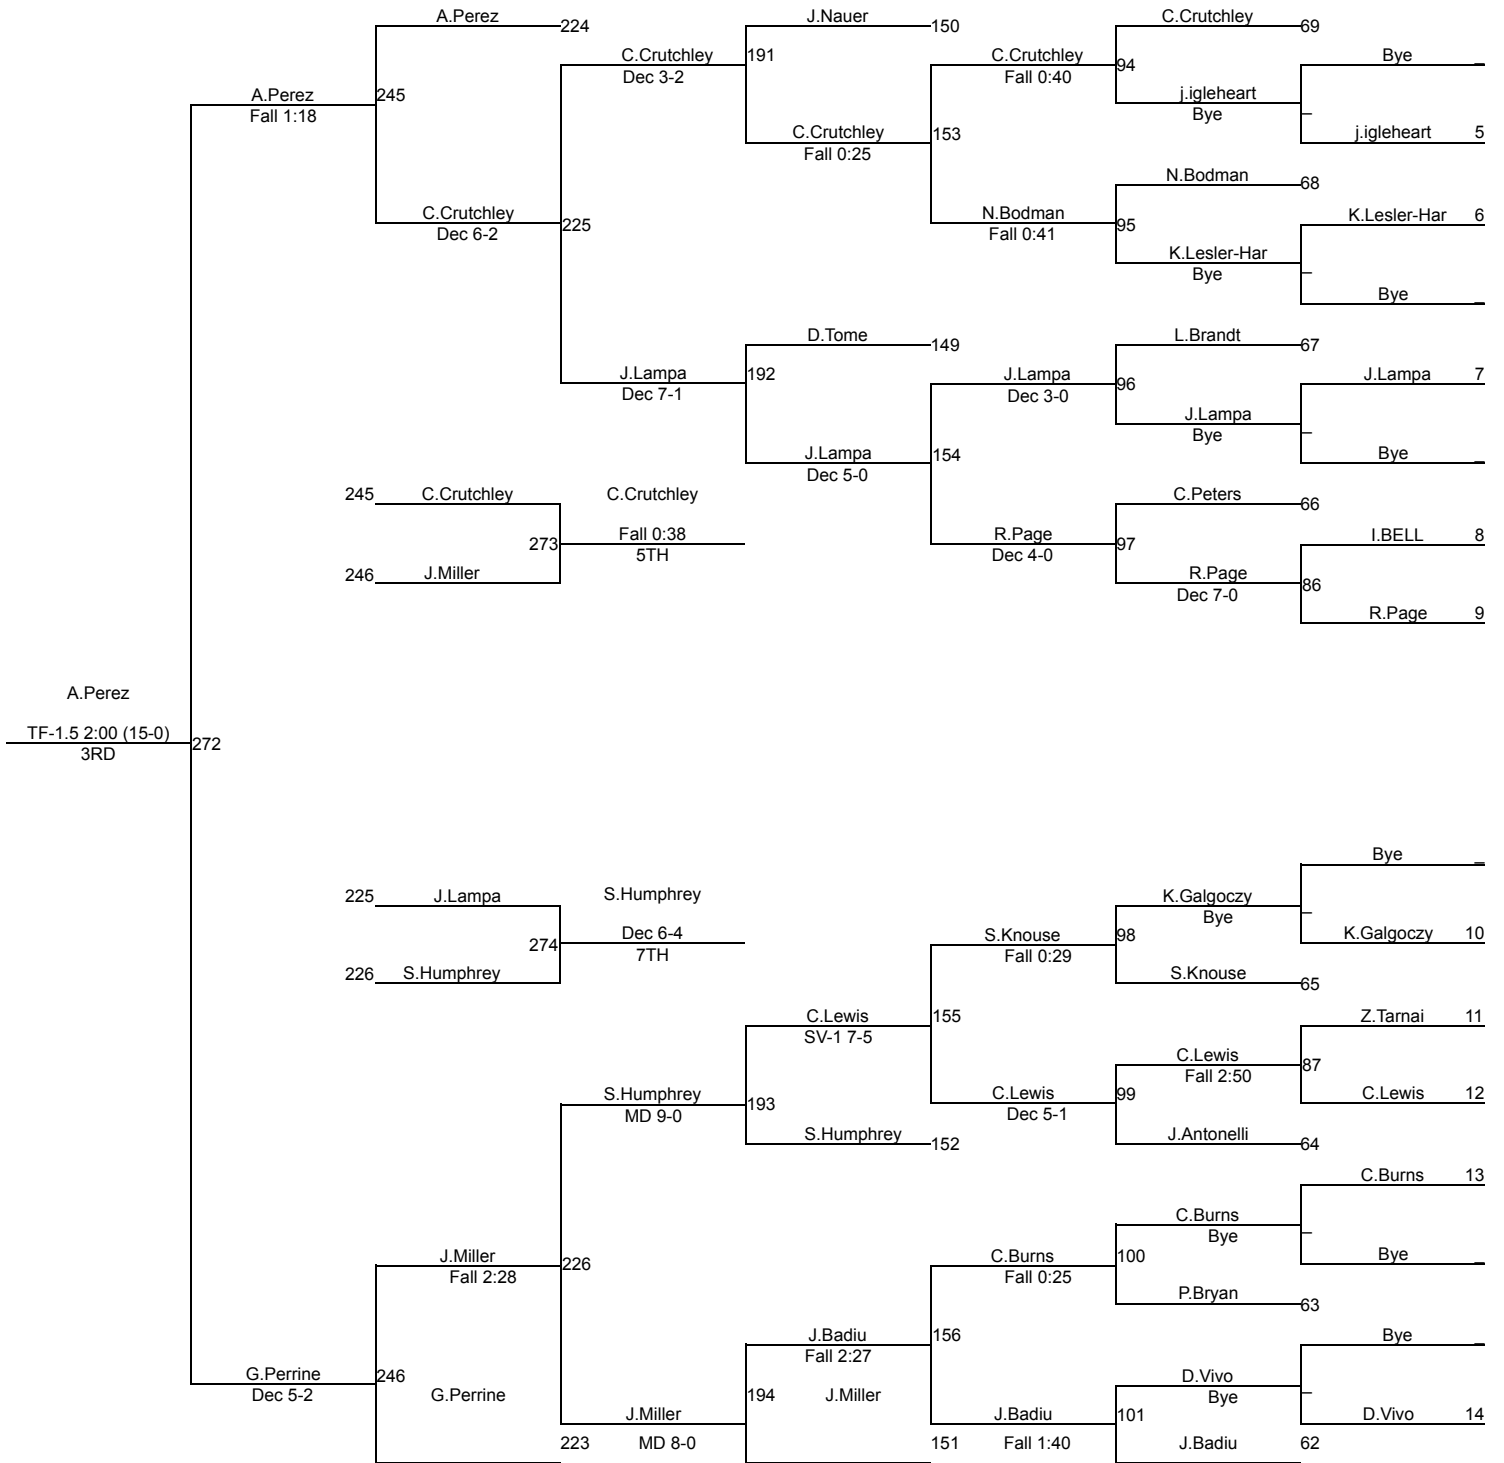 A.Perez J.Nauer C.Crutchley
224 150 69
C.Crutchley 191 C.Crutchley 94 Bye _
Dec 3-2 Fall 0:40
A.Perez 245 j.igleheart
Fall 1:18 Bye _
C.Crutchley 153 j.igleheart 5
Fall 0:25
N.Bodman 68
C.Crutchley 225 N.Bodman 95 K.Lesler-Har 6
Dec 6-2 Fall 0:41
K.Lesler-Har
Bye _
Bye _
D.Tome 149 L.Brandt 67
J.Lampa 192 J.Lampa 96 J.Lampa 7
Dec 7-1 Dec 3-0
J.Lampa
Bye _
J.Lampa 154 Bye _
Dec 5-0
245 C.Crutchley C.Crutchley C.Peters 66
273 Fall 0:38 R.Page 97 I.BELL 8
5TH Dec 4-0
246 J.Miller R.Page 86
Dec 7-0
R.Page 9
A.Perez
TF-1.5 2:00 (15-0) 272
3RD
Bye _
225 J.Lampa S.Humphrey K.Galgoczy
Bye _
274 Dec 6-4 S.Knouse 98 K.Galgoczy 10
7TH Fall 0:29
226 S.Humphrey S.Knouse 65
C.Lewis 155 Z.Tarnai 11
SV-1 7-5
C.Lewis 87
Fall 2:50
S.Humphrey 193 C.Lewis 99 C.Lewis 12
MD 9-0 Dec 5-1
S.Humphrey 152 J.Antonelli 64
C.Burns 13
C.Burns
Bye _
J.Miller 226 C.Burns 100 Bye _
Fall 2:28 Fall 0:25
P.Bryan 63
J.Badiu 156 Bye _
Fall 2:27
G.Perrine 246 D.Vivo
Dec 5-2 G.Perrine 194 J.Miller Bye _
J.Miller J.Badiu 101 D.Vivo 14
223 MD 8-0 151 Fall 1:40 J.Badiu 62